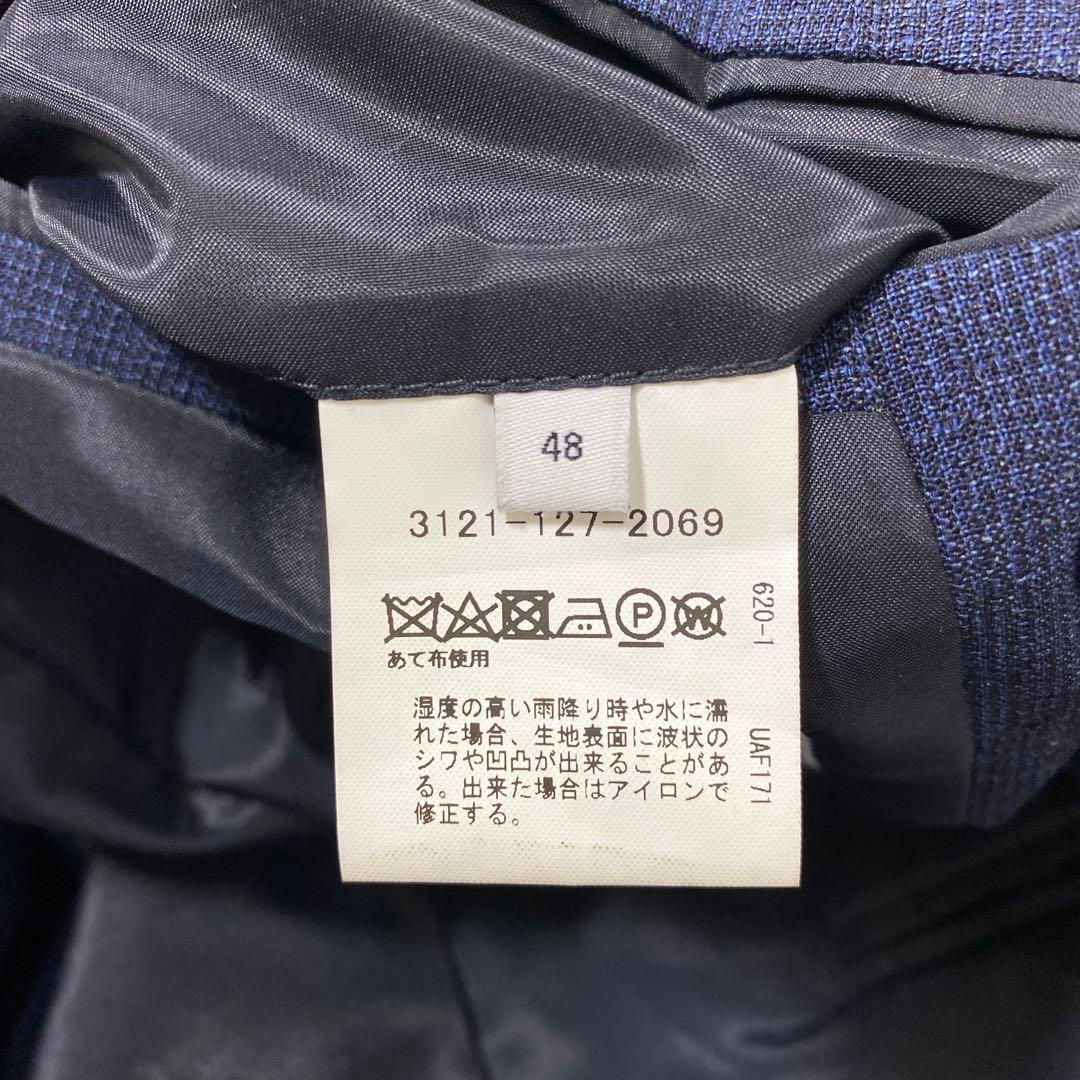 48
3121-127-2069
P W
あて布使用
湿度の高い雨降り時や水に濡
れた場合、生地表面に波状の
シワや凹凸が出来ることがあ
る。出来た場合はアイロンで
修正する。
620-1
UAF171